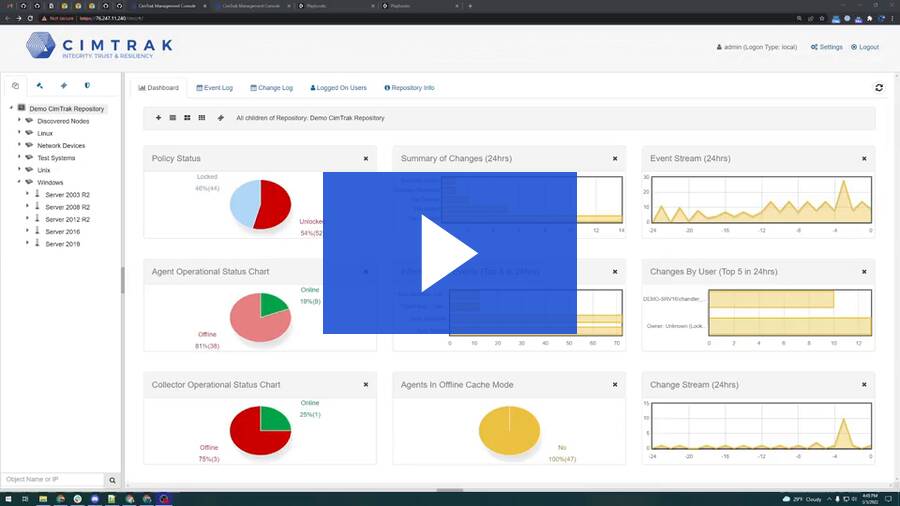 CimTrak Management Console
CimTrak Management Console
Playbooks
Playbooks
Not secure
https://76.247.11.240
CIMTRAK
INTEGRITY, TRUST & RESILIENCY
admin (Logon Type: local)
Settings
Logout
Dashboard
Event Log
Change Log
Logged On Users
Repository Info
Demo CimTrak Repository
Discovered Nodes
Linux
Network Devices
Test Systems
Unix
Windows
Server 2003 R2
Server 2008 R2
Server 2012 R2
Server 2016
Server 2019
All children of Repository: Demo CimTrak Repository
Policy Status
Locked
46%(44)
Unlocked
54%(52
Summary of Changes (24hrs)
12
14
Event Stream (24hrs)
30
20
10
0
-24
-20
-16
-12
-8
-4
0
Agent Operational Status Chart
Online
19%(9)
Offline
81%(38)
0
10
20
30
40
50
60
70
Changes By User (Top 5 in 24hrs)
DEMO-SRV16\chandler_...
Owner: Unknown (Look...
0
2
4
6
8
10
12
Collector Operational Status Chart
Online
25%(1)
Offline
75%(3)
Agents In Offline Cache Mode
No
100%(47)
Change Stream (24hrs)
15
10
5
0
-24
-20
-16
-12
-8
-4
0
Object Name or IP
29°F Cloudy
4:49 PM